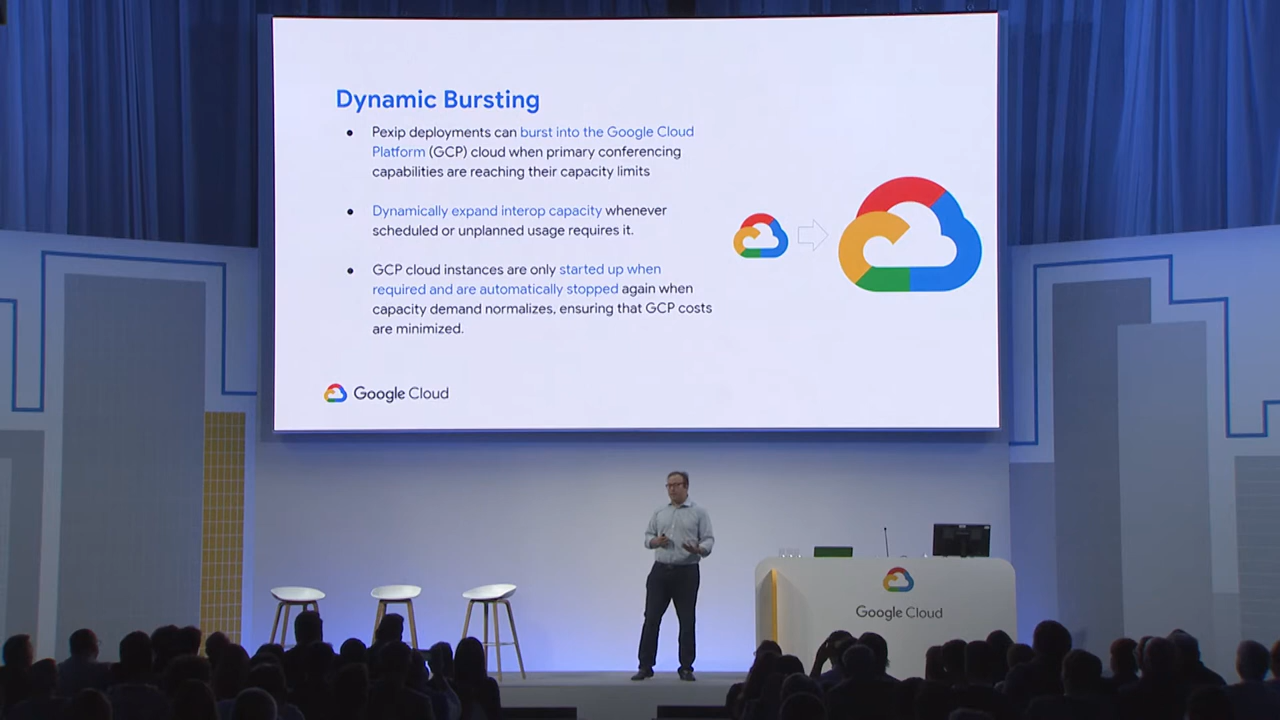 Dynamic Bursting
● Pexip deployments can burst into the Google Cloud
Platform (GCP) cloud when primary conferencing
capabilities are reaching their capacity limits
● Dynamically expand interop capacity whenever
scheduled or unplanned usage requires it.
● GCP cloud instances are only started up when
required and are automatically stopped again when
capacity demand normalizes, ensuring that GCP costs
are minimized.
Google Cloud
Google Cloud